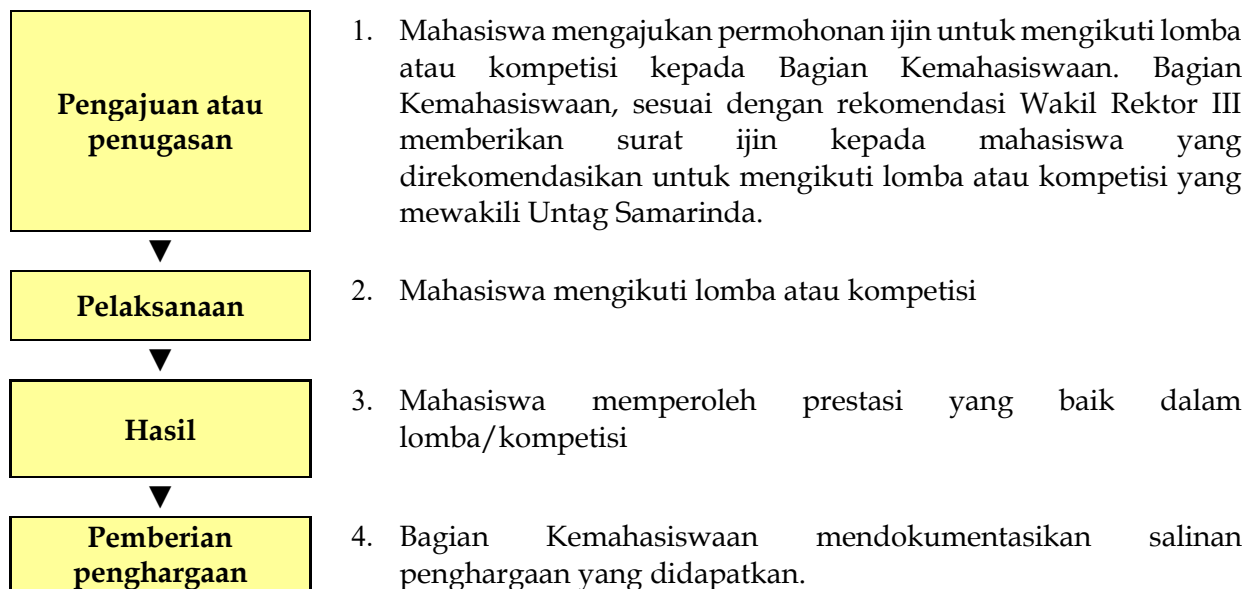 Pengajuan atau
penugasan
1. Mahasiswa mengajukan permohonan ijin untuk mengikuti lomba
atau kompetisi kepada Bagian Kemahasiswaan. Bagian
Kemahasiswaan, sesuai dengan rekomendasi Wakil Rektor III
memberikan surat ijin kepada mahasiswa yang
direkomendasikan untuk mengikuti lomba atau kompetisi yang
mewakili Untag Samarinda.
Pelaksanaan
2. Mahasiswa mengikuti lomba atau kompetisi
Hasil
3. Mahasiswa memperoleh prestasi yang baik dalam
lomba/kompetisi
Pemberian
penghargaan
4. Bagian Kemahasiswaan mendokumentasikan salinan
penghargaan yang didapatkan.